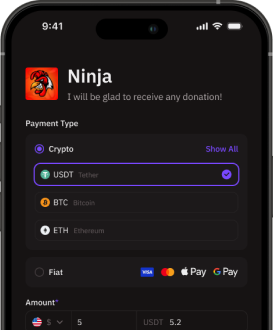 9:41
Ninja
I will be glad to receive any donation!
Payment Type
Crypto Show All
USDT Tether
BTC Bitcoin
ETH Ethereum
Fiat VISA Pay G Pay
Amount*
$ 5 USDT 5.2